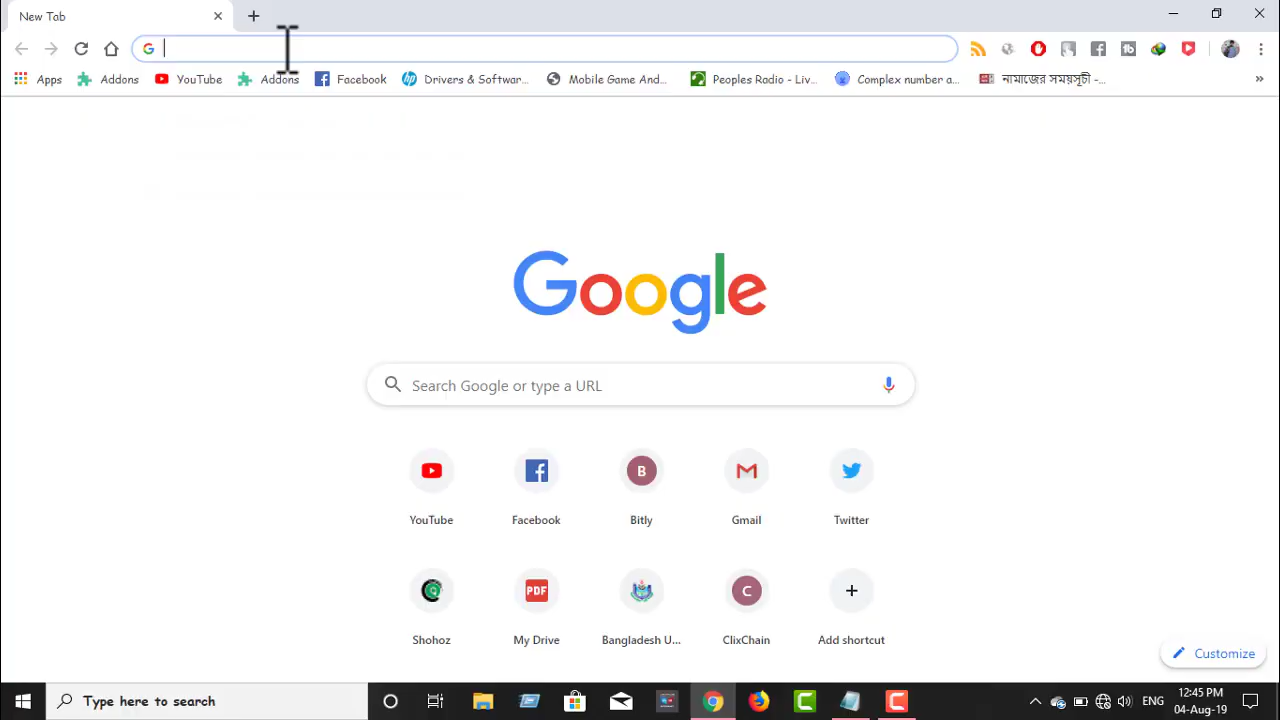 New Tab
Apps Addons YouTube Addons Facebook Drivers & Softwar... Mobile Game And... Peoples Radio - Liv... Complex number a... নামাজের সময়সূচী -... »
Google
Search Google or type a URL
YouTube Facebook Bitly Gmail Twitter
B
PDF C
Shohoz My Drive Bangladesh U... ClixChain Add shortcut
Customize
Type here to search
ENG
12:45 PM
04-Aug-19